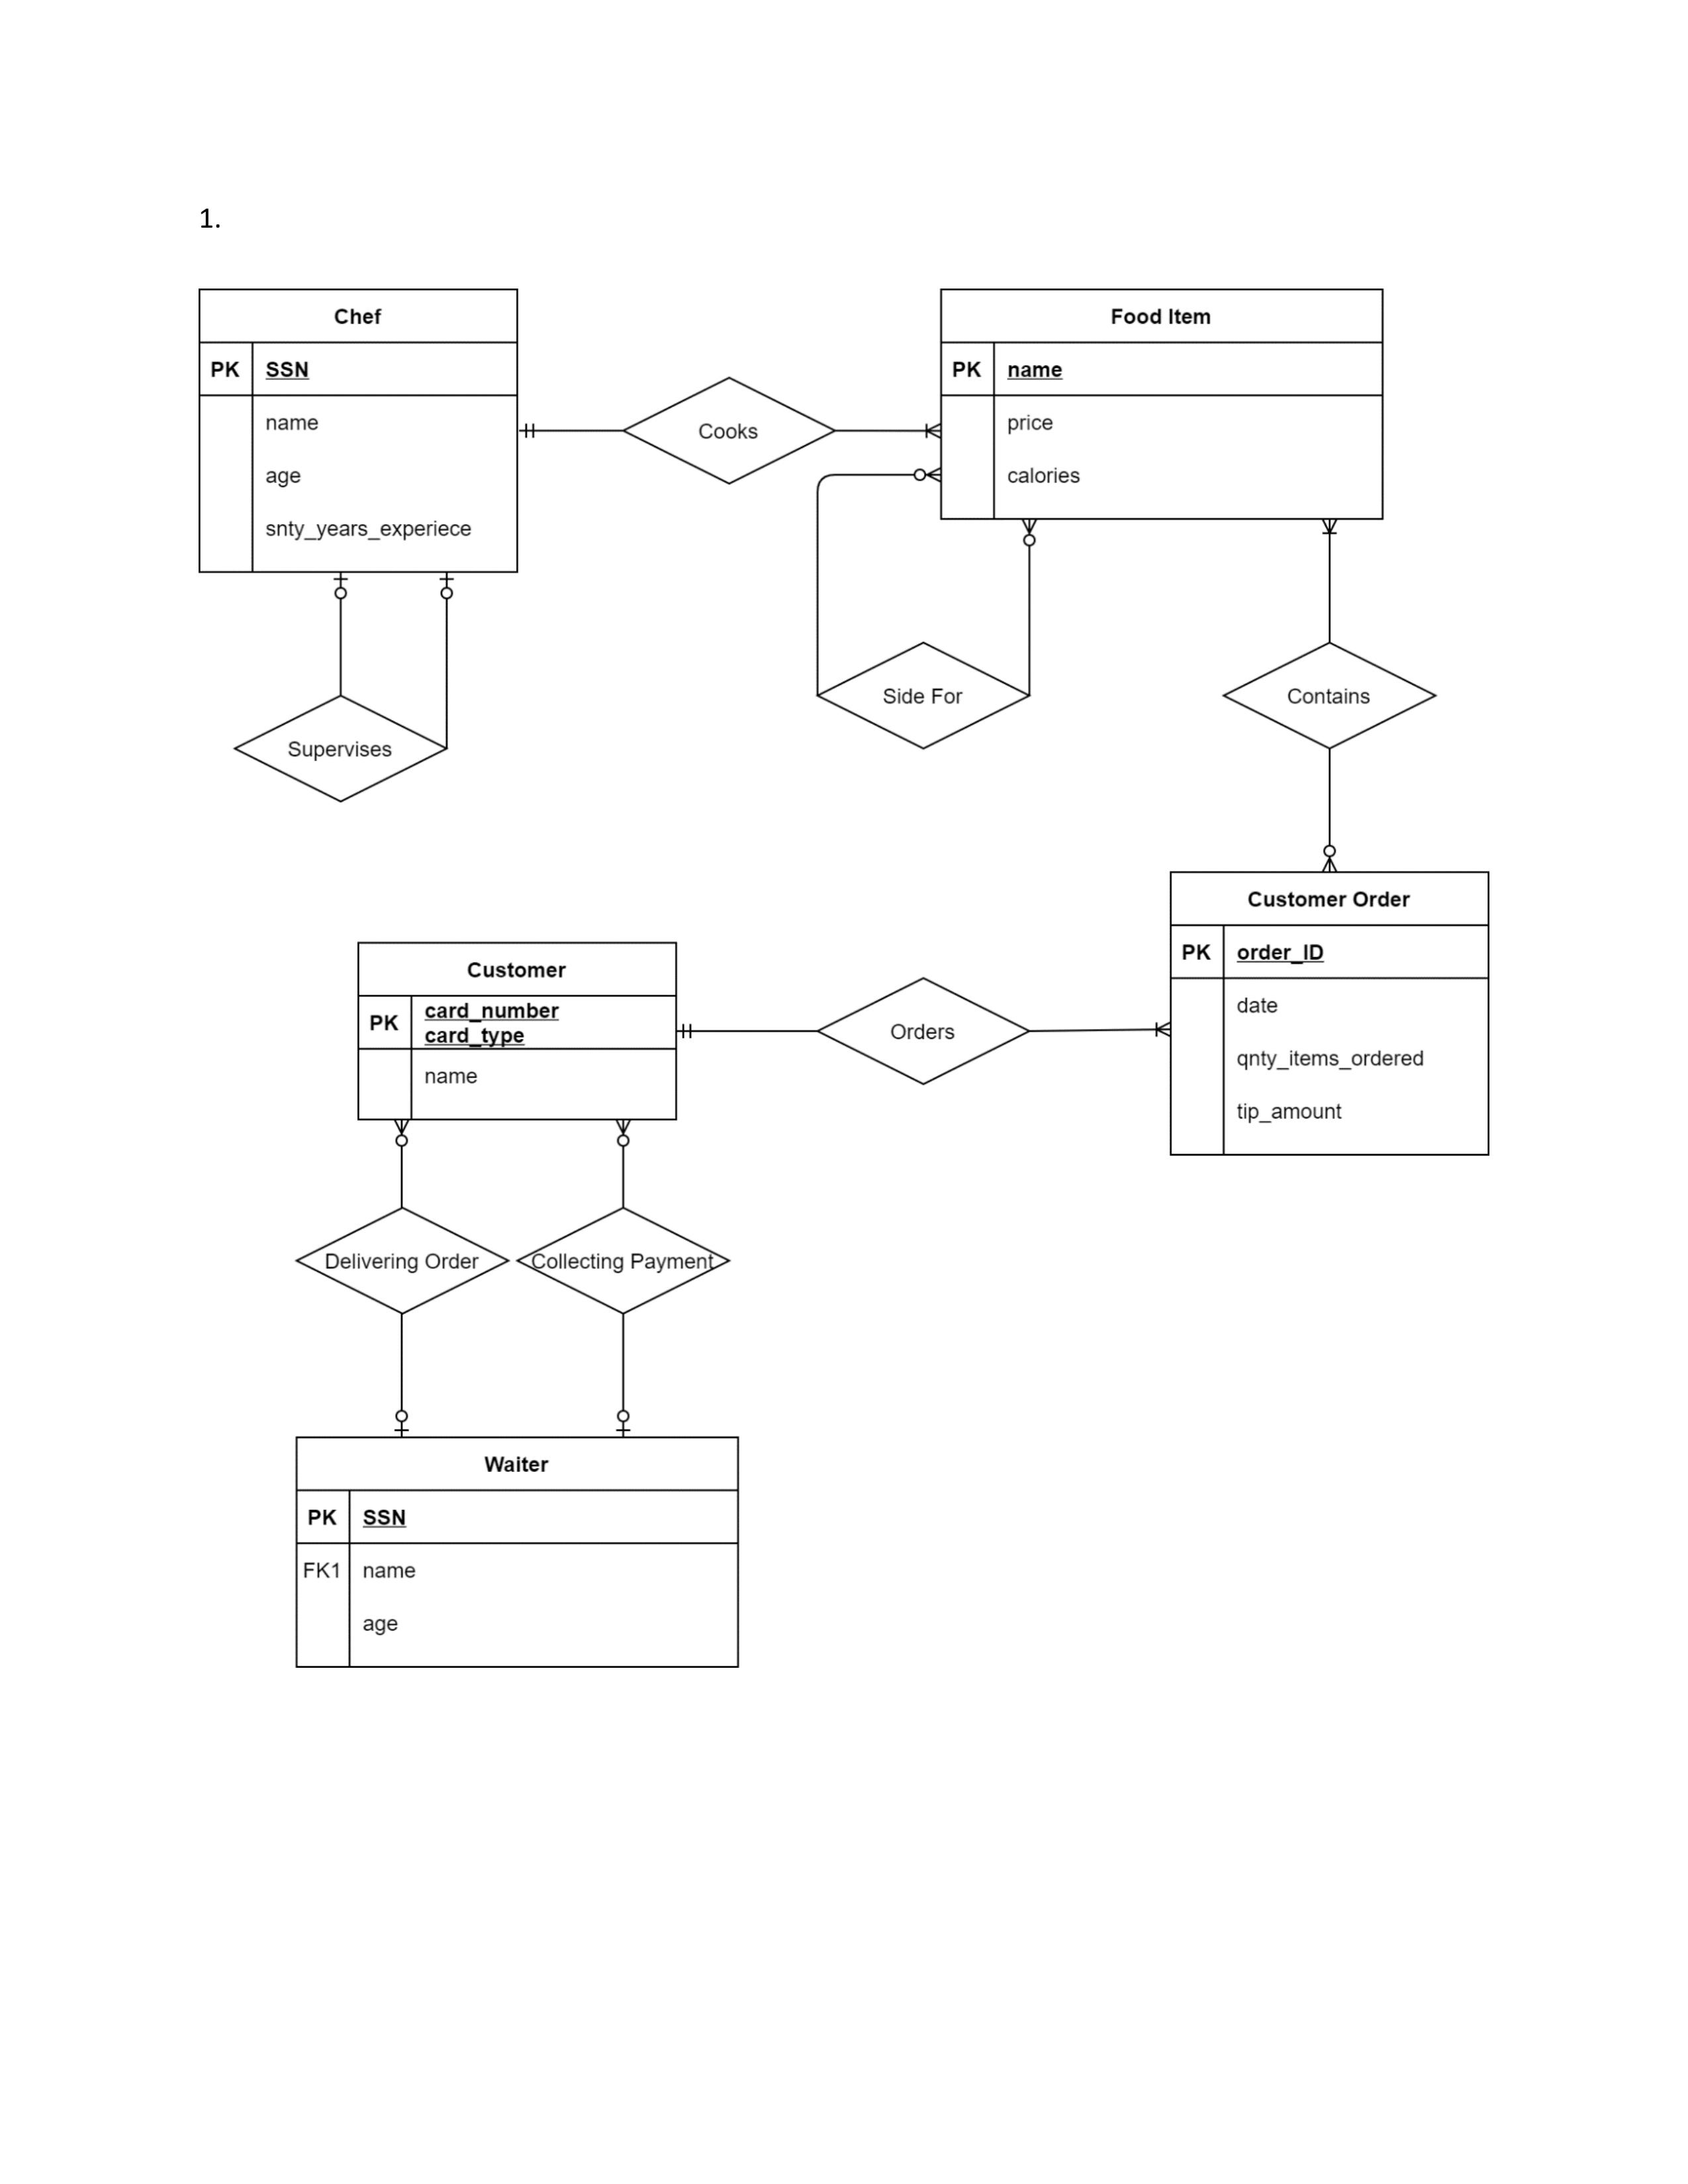 1.
Chef
PK SSN
name
age
snty_years_experiece
Cooks
Food Item
PK name
price
calories
Supervises
Side For
Contains
Customer Order
PK order_ID
date
qnty_items_ordered
tip_amount
Customer
PK card_number
card_type
name
Orders
Delivering Order
Collecting Payment
Waiter
PK SSN
FK1 name
age